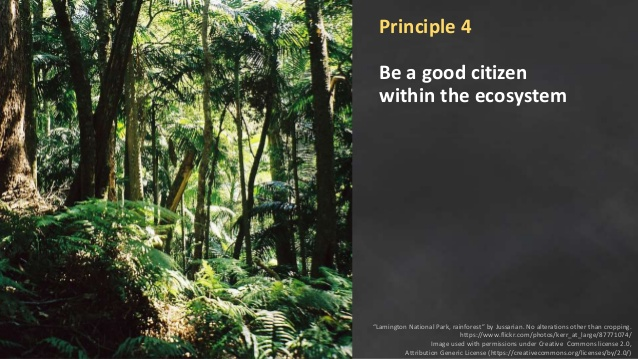 Principle 4
Be a good citizen
within the ecosystem
"Lamington National Park, rainforest" by Jussarian. No alterations other than cropping.
https://www.flickr.com/photos/kerr_at_large/87771074/
Image used with permissions under Creative Commons license 2.0,
Attribution Generic License (https://creativecommons.org/licenses/by/2.0/)